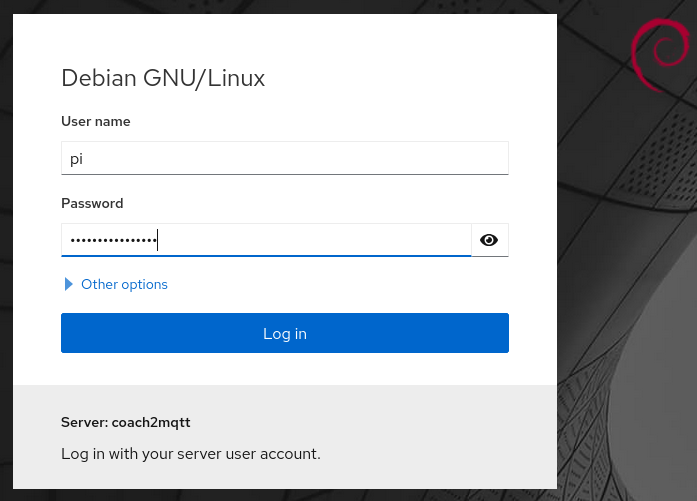 Debian GNU/Linux
User name
pi
Password
••••••••••••••••
Other options
Log in
Server: coach2mqtt
Log in with your server user account.